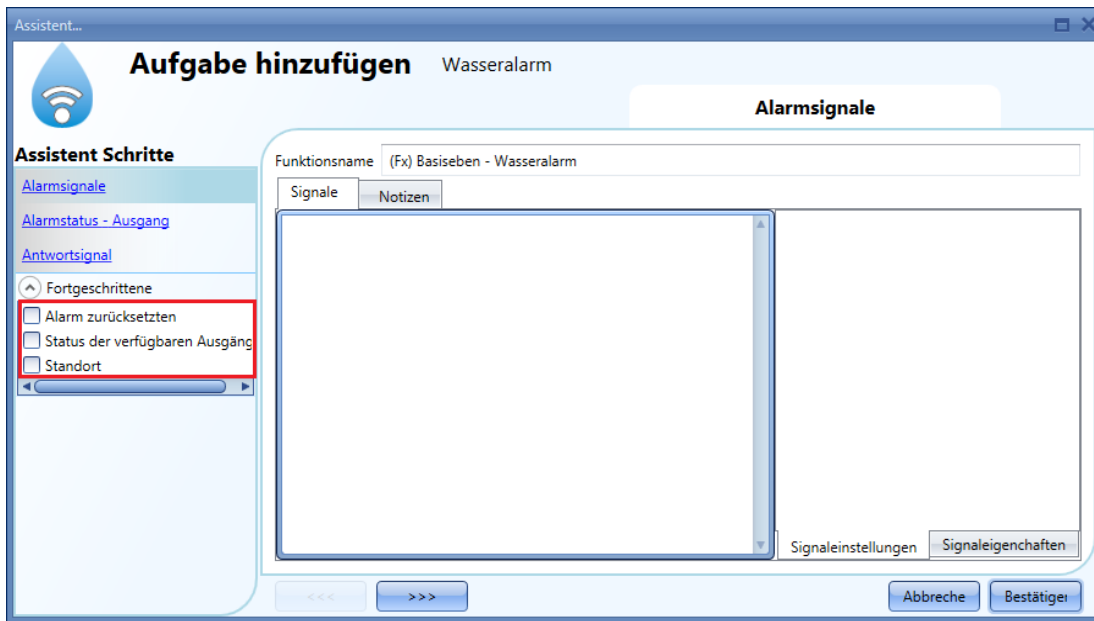 Assistent...
Aufgabe hinzufügen Wasseralarm
Alarmsignale
Assistent Schritte
Alarmsignale
Alarmstatus - Ausgang
Antwortsignal
Fortgeschrittene
Alarm zurücksetzten
Status der verfügbaren Ausgäng
Standort
Funktionsname (Fx) Basiseben - Wasseralarm
Signale Notizen
Signaleinstellungen Signaleigenchaften
<<< >>> Abbreche Bestätiger